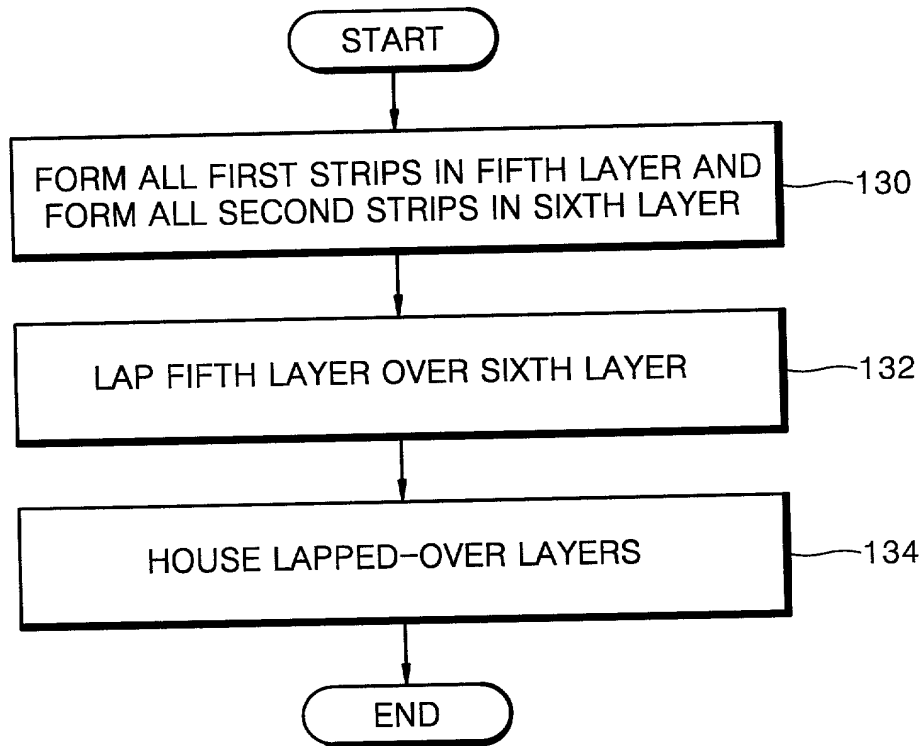 START
FORM ALL FIRST STRIPS IN FIFTH LAYER AND
FORM ALL SECOND STRIPS IN SIXTH LAYER
130
LAP FIFTH LAYER OVER SIXTH LAYER
132
HOUSE LAPPED-OVER LAYERS
134
END